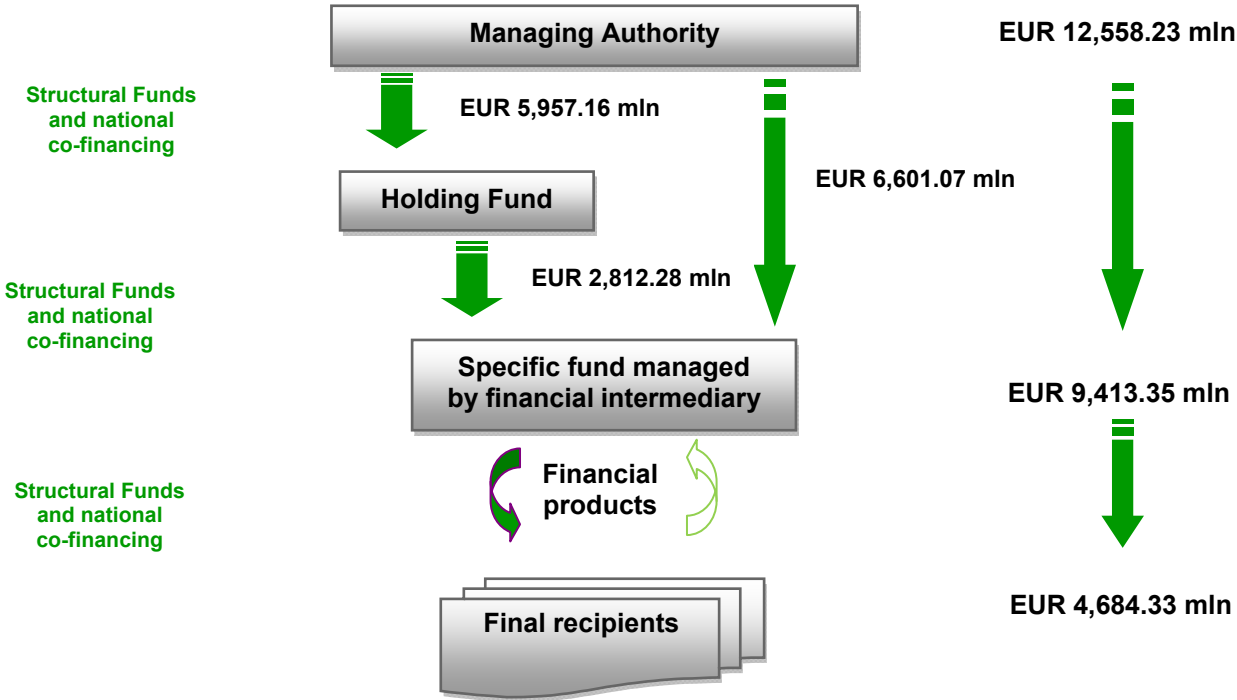 Managing Authority
EUR 12,558.23 mln
Structural Funds
and national
co-financing
EUR 5,957.16 mln
EUR 6,601.07 mln
Holding Fund
EUR 2,812.28 mln
Structural Funds
and national
co-financing
Specific fund managed
by financial intermediary
EUR 9,413.35 mln
Financial
products
Structural Funds
and national
co-financing
Final recipients
EUR 4,684.33 mln